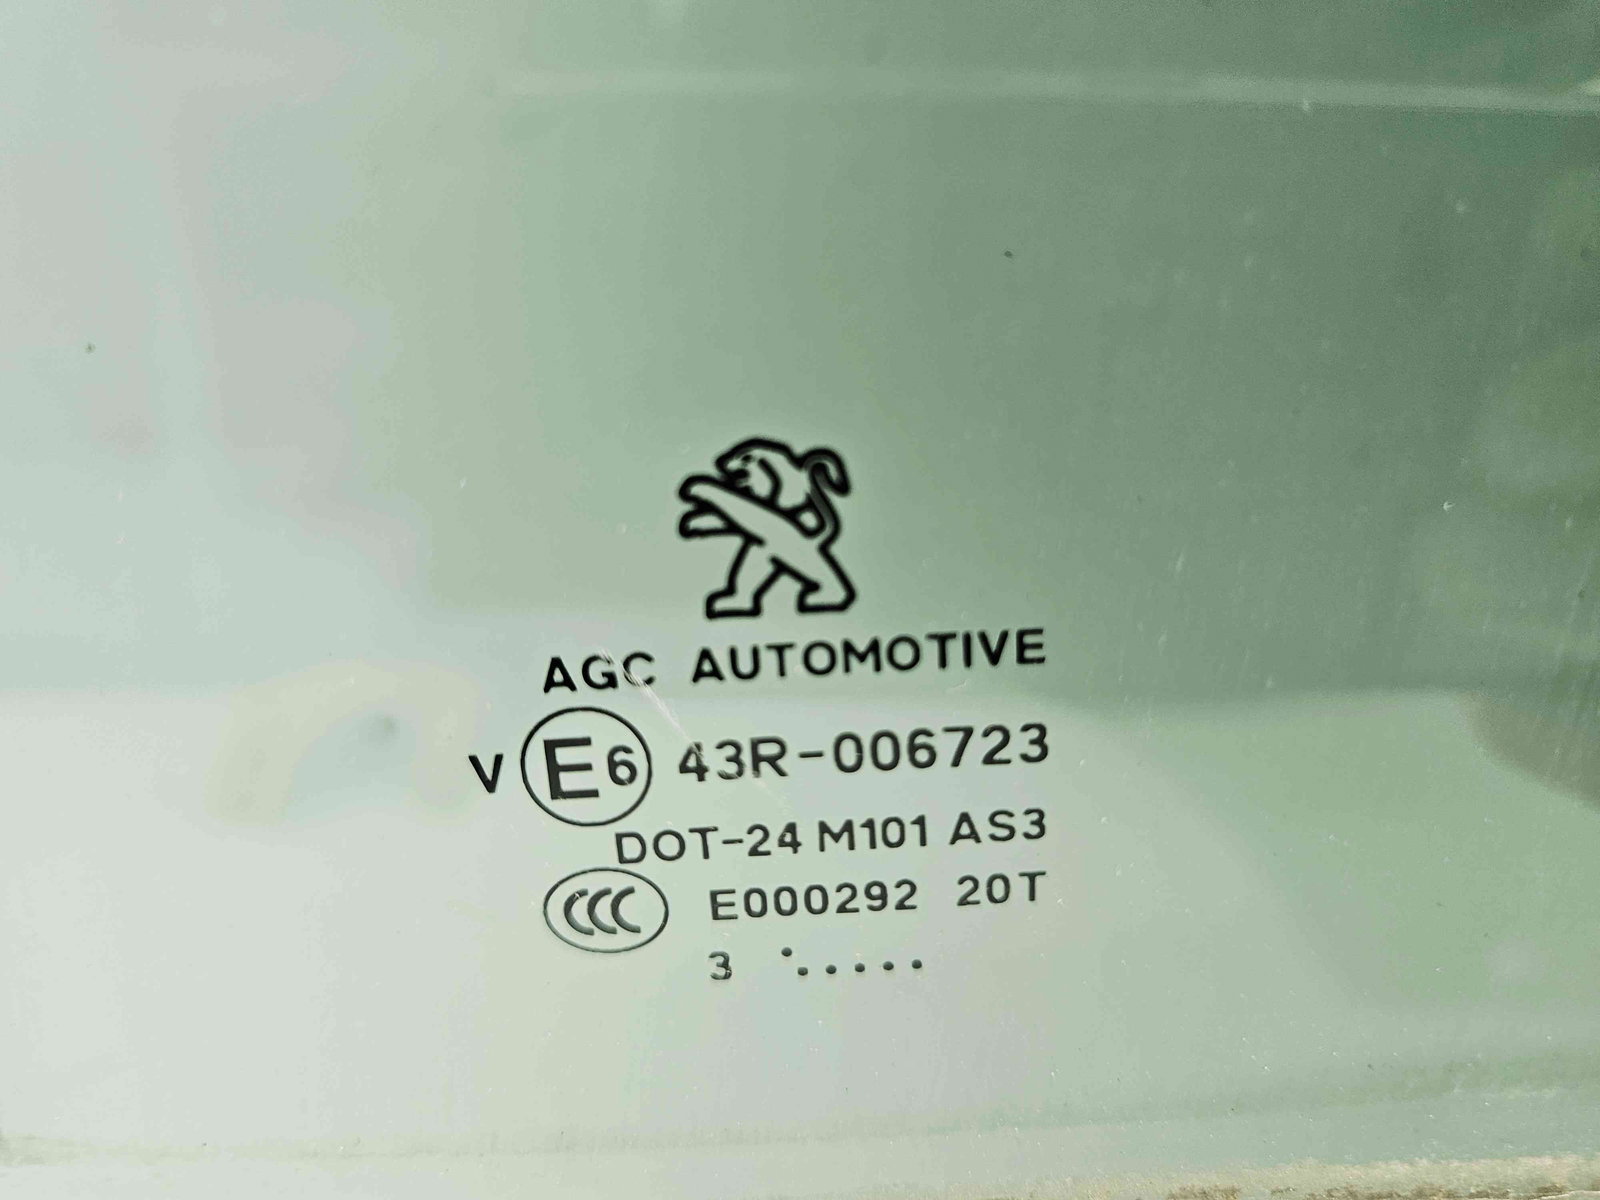 AGC AUTOMOTIVE
V E6 43R-006723
DOT-24 M101 AS3
CCC E000292 20T
3 ·.....